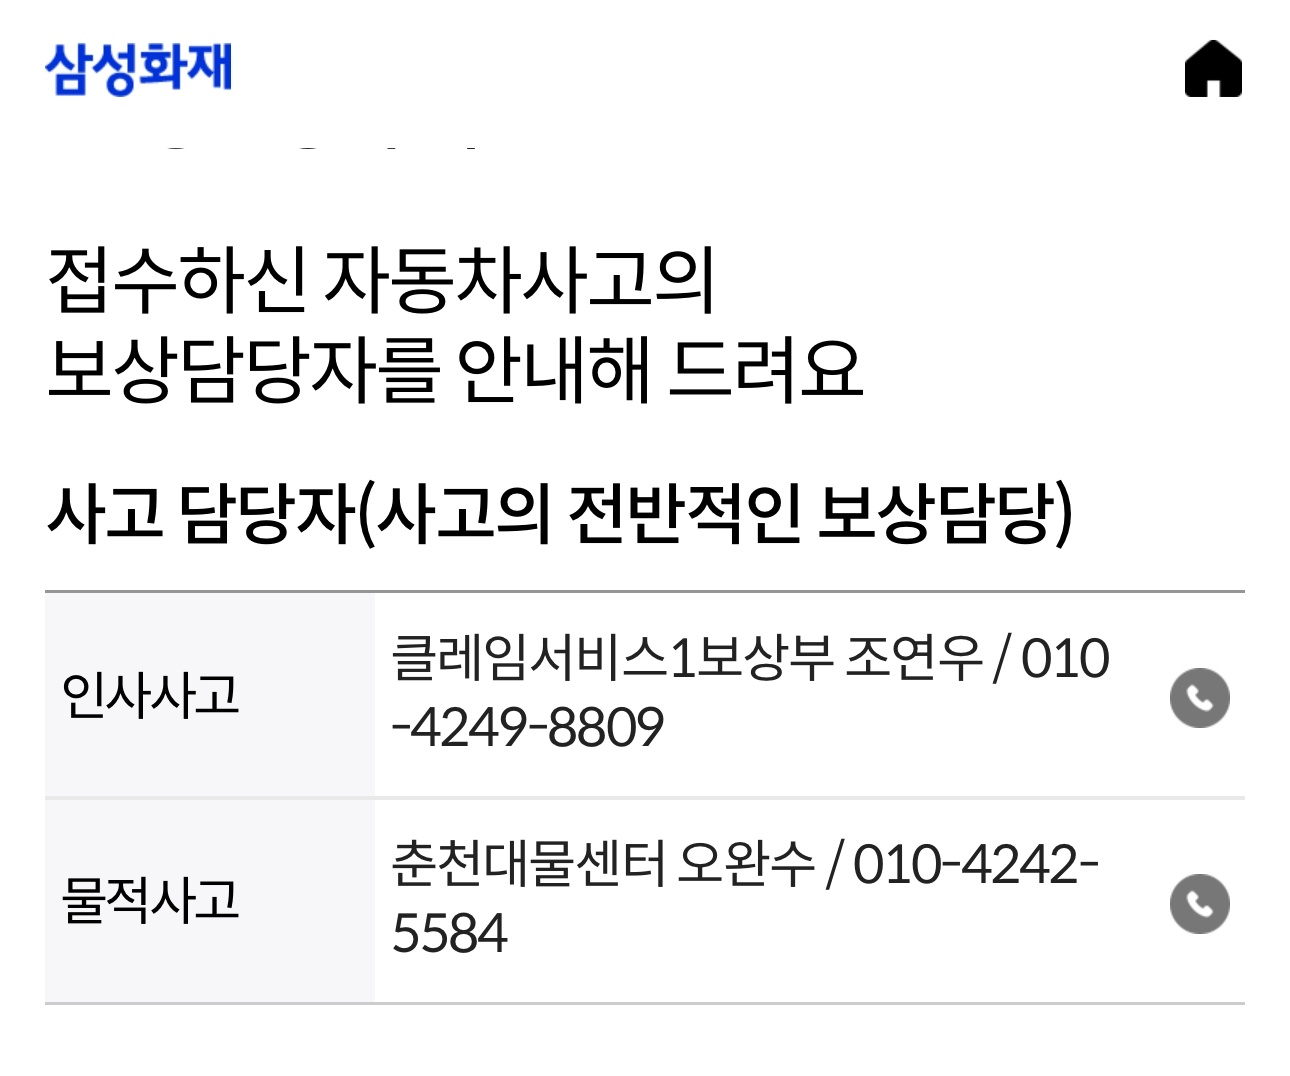 삼성화재
접수하신 자동차사고의
보상담당자를 안내해 드려요
사고 담당자(사고의 전반적인 보상담당)
인사사고
클레임서비스1보상부 조연우 / 010
-4249-8809
물적사고
춘천대물센터 오완수 / 010-4242-
5584